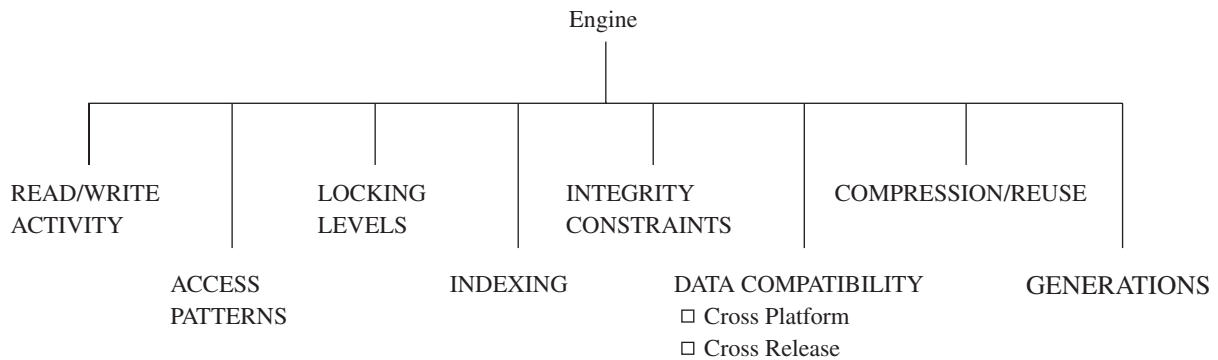 Engine
READ/WRITE
ACTIVITY
LOCKING
LEVELS
INTEGRITY
CONSTRAINTS
COMPRESSION/REUSE
ACCESS
PATTERNS
INDEXING
DATA COMPATIBILITY
□ Cross Platform
□ Cross Release
GENERATIONS